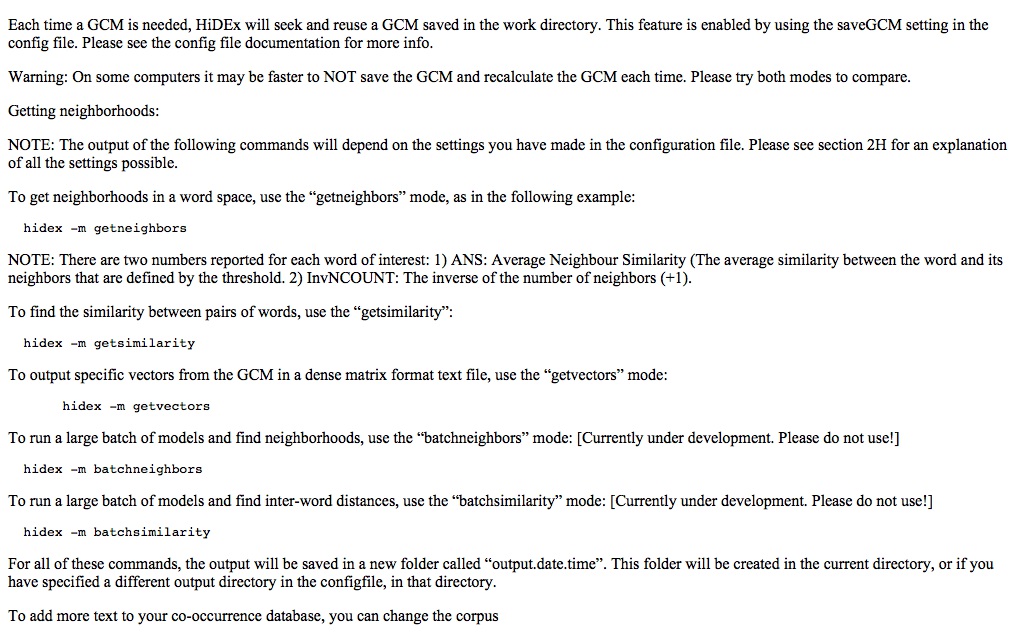 Each time a GCM is needed, HiDEx will seek and reuse a GCM saved in the work directory. This feature is enabled by using the saveGCM setting in the
config file. Please see the config file documentation for more info.
Warning: On some computers it may be faster to NOT save the GCM and recalculate the GCM each time. Please try both modes to compare.
Getting neighborhoods:
NOTE: The output of the following commands will depend on the settings you have made in the configuration file. Please see section 2H for an explanation
of all the settings possible.
To get neighborhoods in a word space, use the “getneighbors” mode, as in the following example:
hidex -m getneighbors
NOTE: There are two numbers reported for each word of interest: 1) ANS: Average Neighbour Similarity (The average similarity between the word and its
neighbors that are defined by the threshold. 2) InvNCOUNT: The inverse of the number of neighbors (+1).
To find the similarity between pairs of words, use the “getsimilarity”:
hidex -m getsimilarity
To output specific vectors from the GCM in a dense matrix format text file, use the “getvectors” mode:
hidex -m getvectors
To run a large batch of models and find neighborhoods, use the “batchneighbors” mode: [Currently under development. Please do not use!]
hidex -m batchneighbors
To run a large batch of models and find inter-word distances, use the “batchsimilarity” mode: [Currently under development. Please do not use!]
hidex -m batchsimilarity
For all of these commands, the output will be saved in a new folder called “output.date.time”. This folder will be created in the current directory, or if you
have specified a different output directory in the configfile, in that directory.
To add more text to your co-occurrence database, you can change the corpus